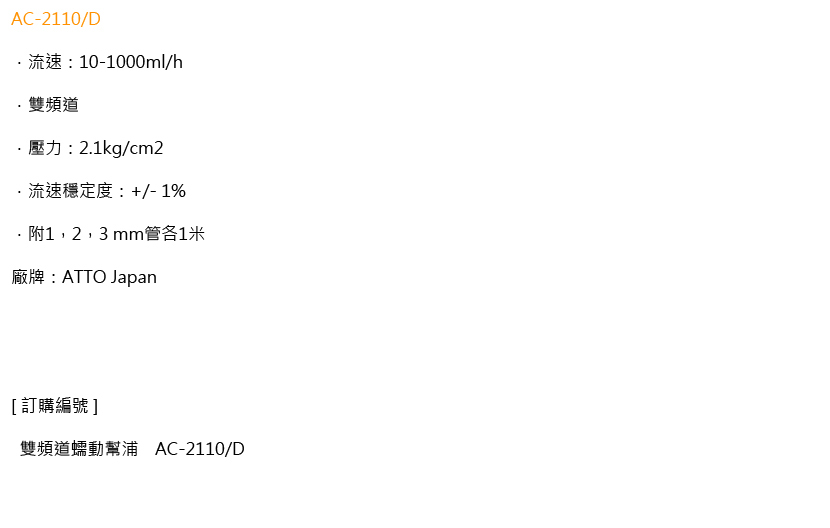 AC-2110/D
．流速：10-1000ml/h
．雙頻道
．壓力：2.1kg/cm2
．流速穩定度：+/- 1%
．附1，2，3 mm管各1米
廠牌：ATTO Japan
[ 訂購編號 ]
雙頻道蠕動幫浦　AC-2110/D